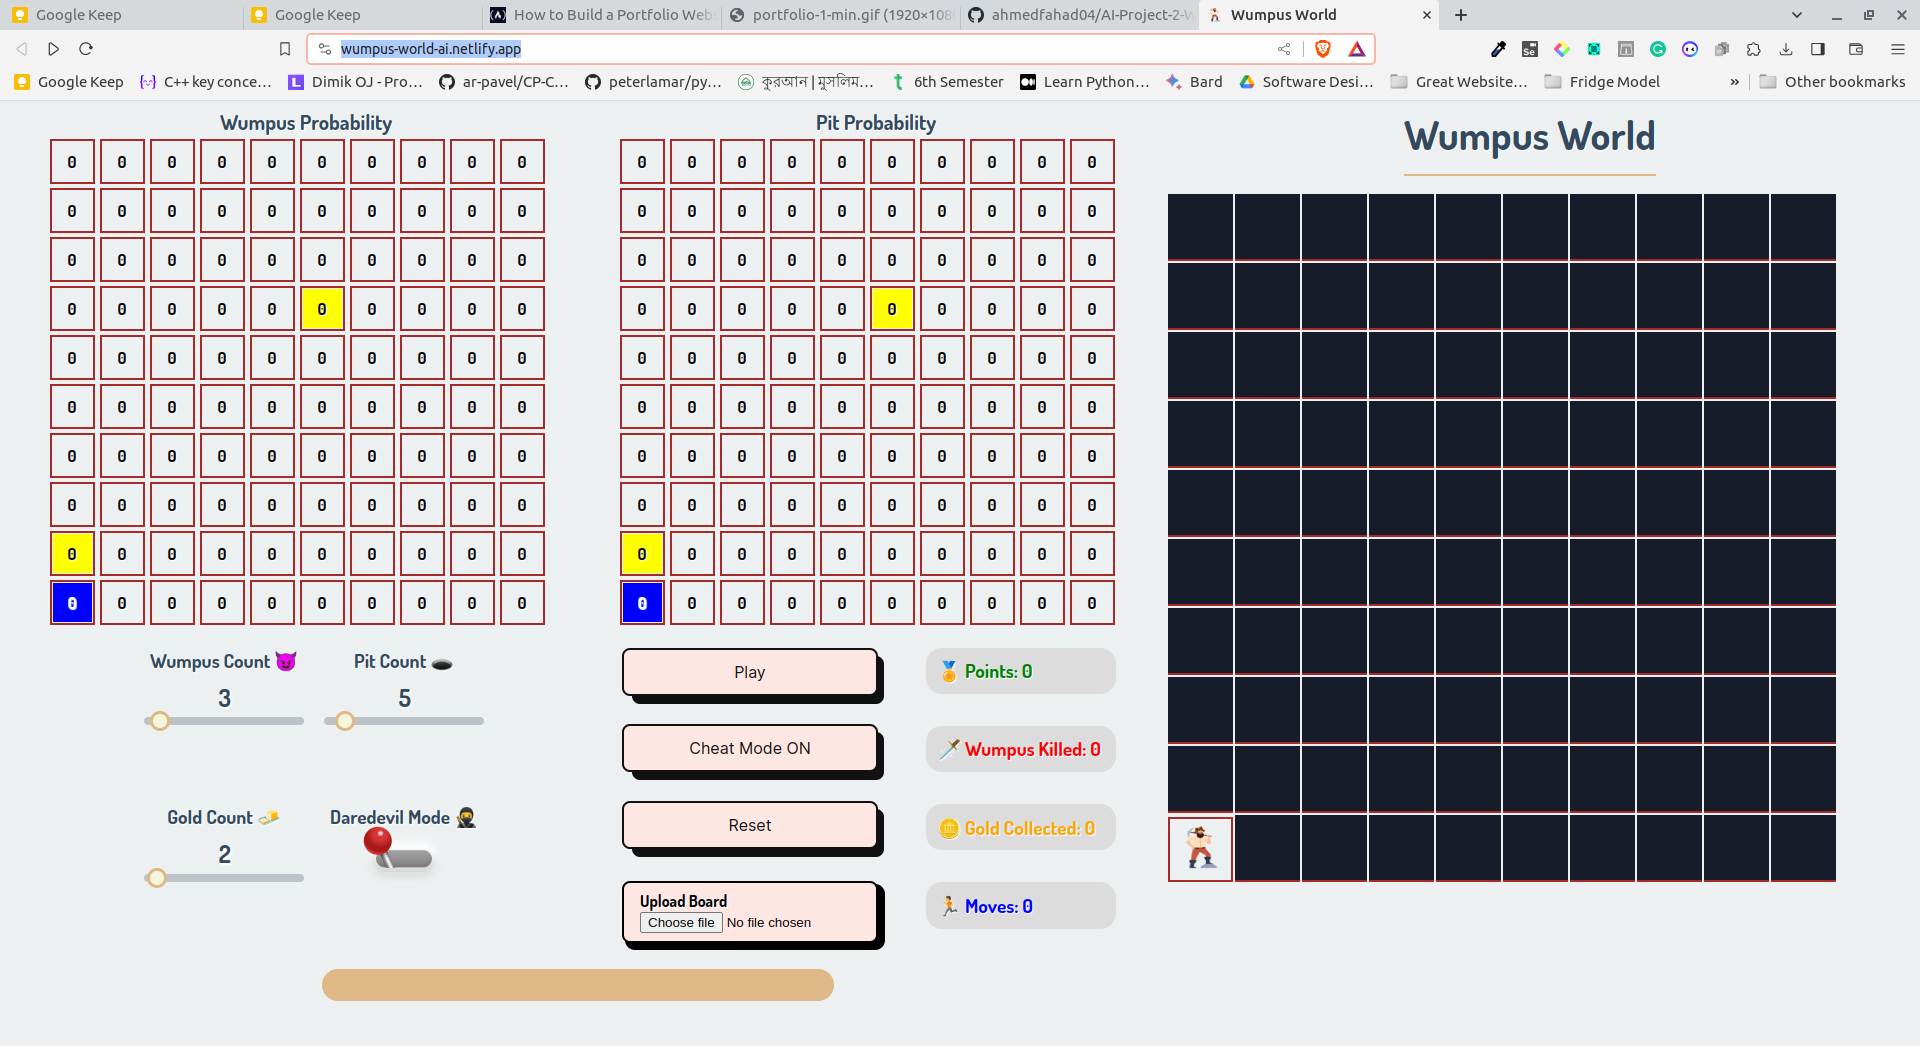 Google Keep
Google Keep
How to Build a Portfolio Webs
portfolio-1-min.gif (1920×108
ahmedfahad04/AI-Project-2-W
Wumpus World
wumpus-world-ai.netlify.app
Google Keep
C++ key conce...
Dimik OJ - Pro...
ar-pavel/CP-C...
peterlamar/py...
কুরআন | মুসলিম...
6th Semester
Learn Python...
Bard
Software Desi...
Great Website...
Fridge Model
» Other bookmarks
Wumpus Probability
0 0 0 0 0 0 0 0 0 0
0 0 0 0 0 0 0 0 0 0
0 0 0 0 0 0 0 0 0 0
0 0 0 0 0 0 0 0 0 0
0 0 0 0 0 0 0 0 0 0
0 0 0 0 0 0 0 0 0 0
0 0 0 0 0 0 0 0 0 0
0 0 0 0 0 0 0 0 0 0
0 0 0 0 0 0 0 0 0 0
0 0 0 0 0 0 0 0 0 0
Pit Probability
0 0 0 0 0 0 0 0 0 0
0 0 0 0 0 0 0 0 0 0
0 0 0 0 0 0 0 0 0 0
0 0 0 0 0 0 0 0 0 0
0 0 0 0 0 0 0 0 0 0
0 0 0 0 0 0 0 0 0 0
0 0 0 0 0 0 0 0 0 0
0 0 0 0 0 0 0 0 0 0
0 0 0 0 0 0 0 0 0 0
0 0 0 0 0 0 0 0 0 0
Wumpus World
Wumpus Count 😈
3
Pit Count 🕳️
5
Gold Count
2
Daredevil Mode
Play
Cheat Mode ON
Reset
Upload Board
Choose file No file chosen
🏅 Points: 0
🗡️ Wumpus Killed: 0
🪙 Gold Collected: 0
🏃 Moves: 0